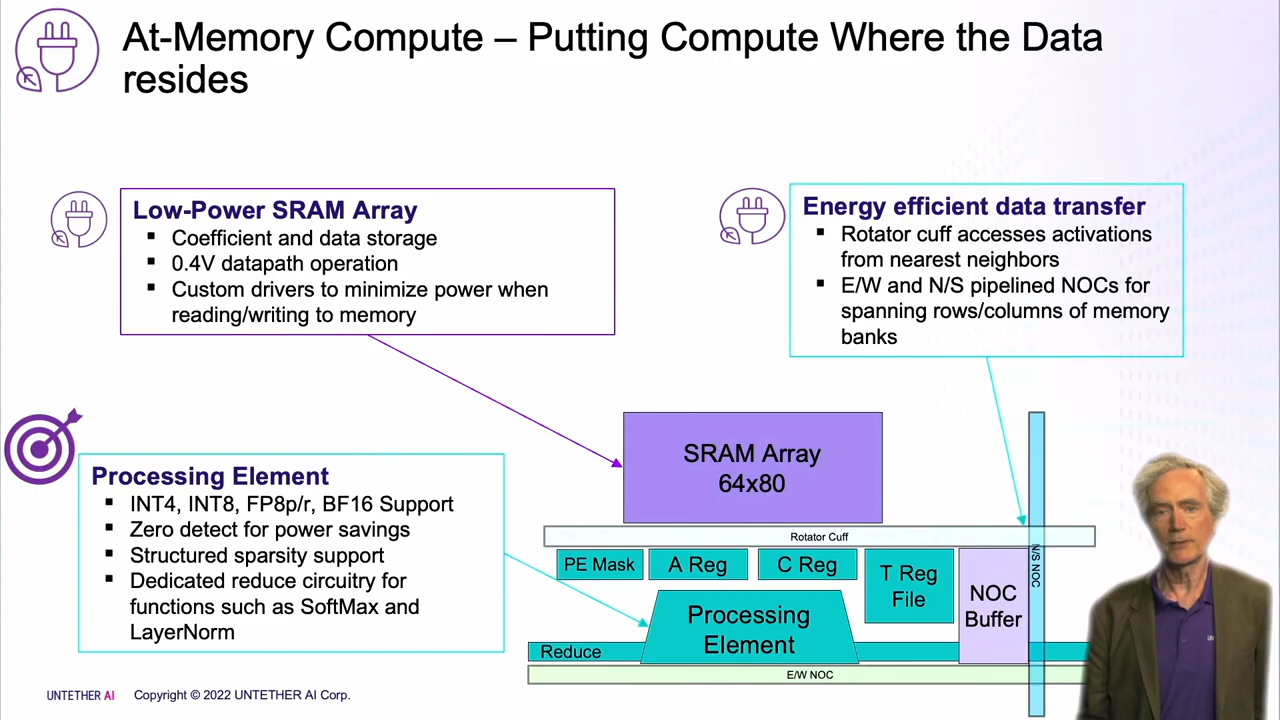 At-Memory Compute – Putting Compute Where the Data
resides
Low-Power SRAM Array
▪ Coefficient and data storage
▪ 0.4V datapath operation
▪ Custom drivers to minimize power when
reading/writing to memory
Energy efficient data transfer
▪ Rotator cuff accesses activations
from nearest neighbors
▪ E/W and N/S pipelined NOCs for
spanning rows/columns of memory
banks
Processing Element
▪ INT4, INT8, FP8p/r, BF16 Support
▪ Zero detect for power savings
▪ Structured sparsity support
▪ Dedicated reduce circuitry for
functions such as SoftMax and
LayerNorm
SRAM Array
64x80
Rotator Cuff
PE Mask
A Reg
C Reg
T Reg
File
NOC
Buffer
N/S NOC
Processing
Element
Reduce
E/W NOC
UNTETHER AI
Copyright © 2022 UNTETHER AI Corp.